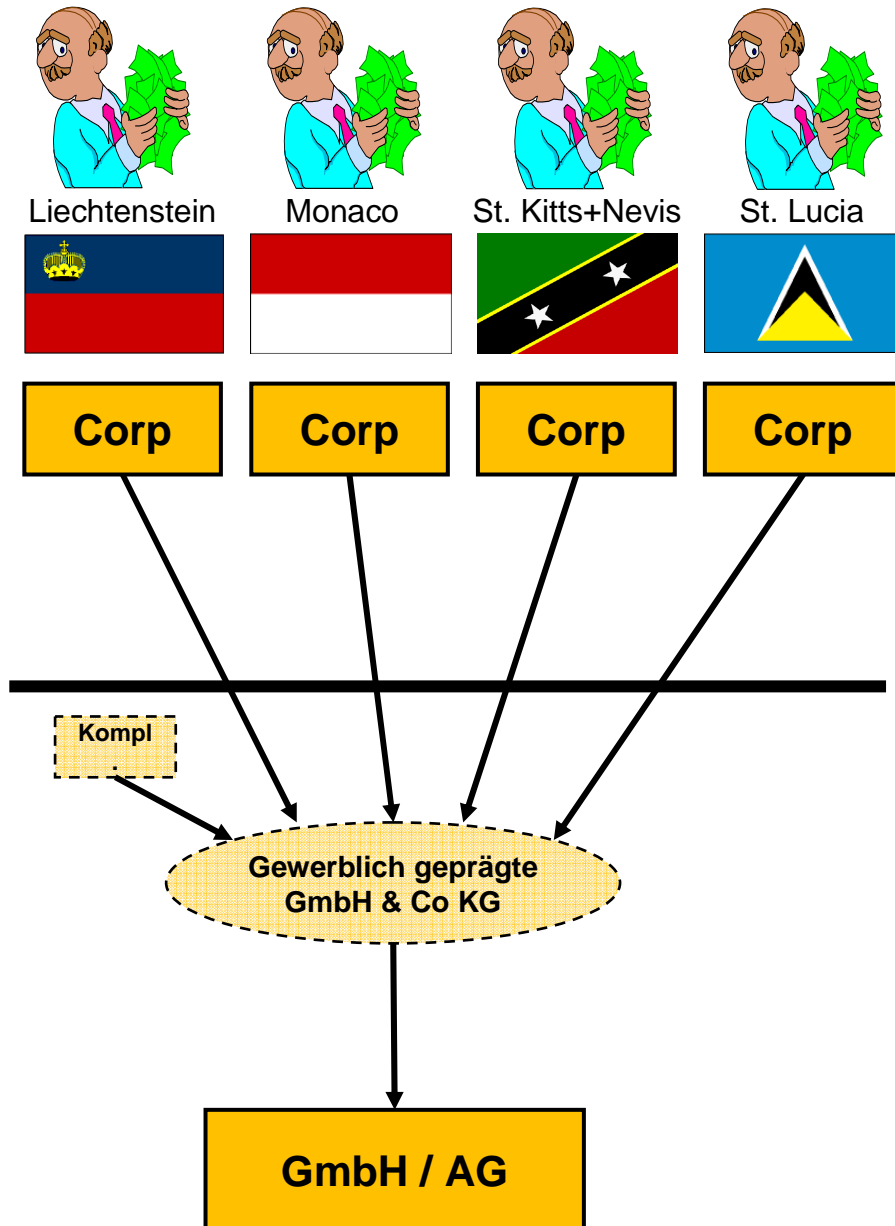 Liechtenstein
Monaco
St. Kitts+Nevis
St. Lucia
Corp
Corp
Corp
Corp
Kompl
.
Gewerblich geprägte
GmbH & Co KG
GmbH / AG